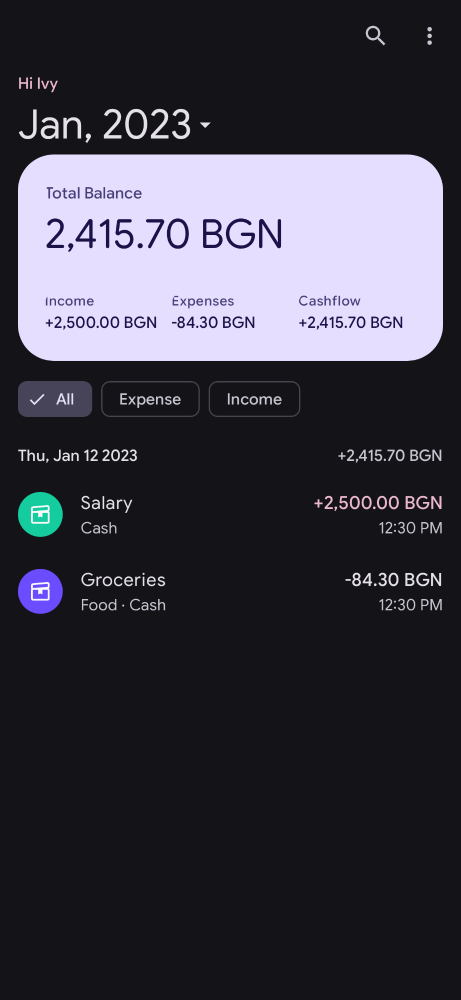 Hi Ivy
Jan, 2023
Total Balance
2,415.70 BGN
Income Expenses Cashflow
+2,500.00 BGN -84.30 BGN +2,415.70 BGN
All Expense Income
Thu, Jan 12 2023 +2,415.70 BGN
Salary +2,500.00 BGN
Cash 12:30 PM
Groceries -84.30 BGN
Food · Cash 12:30 PM